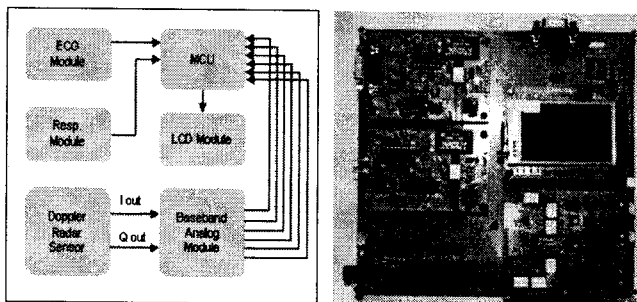 ECG
Module
MCU
Resp.
Module
LCD Module
Doppler
Radar
Sensor
I out
Q out
Baseband
Analog
Module